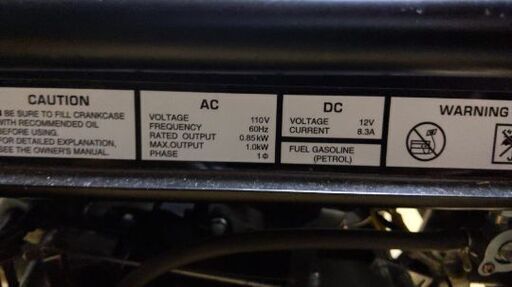 CAUTION
BE SURE TO FILL CRANKCASE
WITH RECOMMENDED OIL
BEFORE USING.
FOR DETAILED EXPLANATION,
SEE THE OWNER'S MANUAL.
AC
VOLTAGE 110V
FREQUENCY 60Hz
RATED OUTPUT 0.85kW
MAX.OUTPUT 1.0kW
PHASE 1Φ
DC
VOLTAGE 12V
CURRENT 8.3A
FUEL GASOLINE
(PETROL)
WARNING